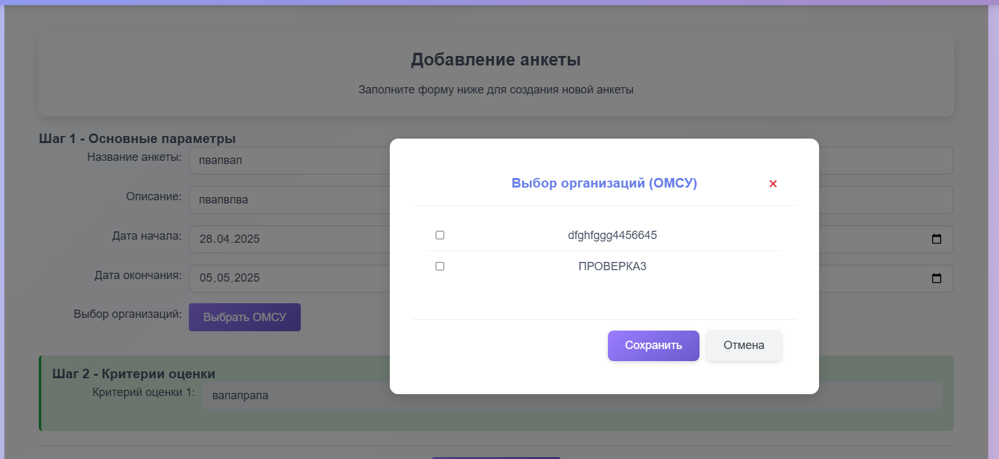 Добавление анкеты
Заполните форму ниже для создания новой анкеты
Шаг 1 - Основные параметры
Название анкеты: пвапвап
Описание: пвапвпва
Дата начала: 28.04.2025
Дата окончания: 05.05.2025
Выбор организаций: Выбрать ОМСУ
Шаг 2 - Критерии оценки
Критерий оценки 1: вапапрапа
Выбор организаций (ОМСУ) ×
dfghfggg4456645
ПРОВЕРКА3
Сохранить Отмена